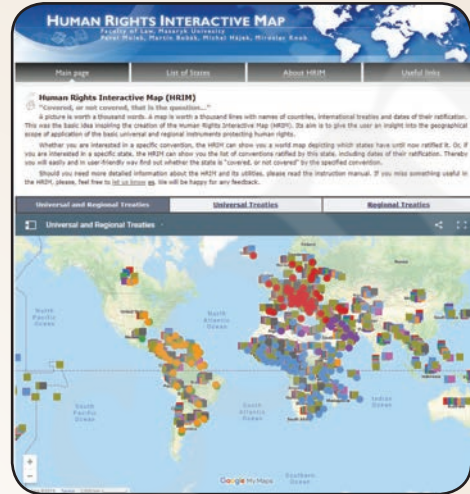 HUMAN RIGHTS INTERACTIVE MAP
Faculty of Law, Masaryk University
Pavel Molek, Martin Bobák, Michal Hájek, Miroslav Knob
Main page
List of States
About HRIM
Useful links
Human Rights Interactive Map (HRIM)
"Covered, or not covered, that is the question..."
A picture is worth a thousand words. A map is worth a thousand lines with names of countries, international treaties and dates of their ratification.
This was the basic idea inspiring the creation of the Human Rights Interactive Map (HRIM). Its aim is to give the user an insight into the geographical
scope of application of the basic universal and regional instruments protecting human rights.
Whether you are interested in a specific convention, the HRIM can show you a world map depicting which states have until now ratified it. Or, if
you are interested in a specific state, the HRIM can show you the list of conventions ratified by this state, including dates of their ratification. Thereby
you will easily and in user-friendly way find out whether the state is "covered, or not covered" by the specified convention.
Should you need more detailed information about the HRIM and its utilities, please read the instruction manual. If you miss something useful in
the HRIM, please, feel free to let us know us. We will be happy for any feedback.
Universal and Regional Treaties
Universal Treaties
Regional Treaties
Universal and Regional Treaties
North
Pacific
Ocean
North
Atlantic
Ocean
South
Pacific
Ocean
South
Atlantic
Ocean
Indian
Ocean
Southern
Ocean
Google My Maps